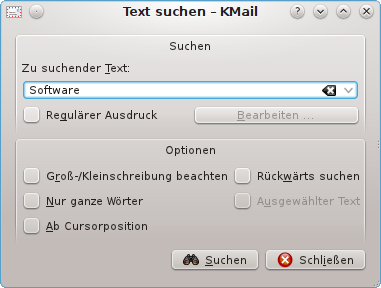 Text suchen – KMail
Suchen
Zu suchender Text:
Software
Regulärer Ausdruck
Bearbeiten ...
Optionen
Groß-/Kleinschreibung beachten
Rückwärts suchen
Nur ganze Wörter
Ausgewählter Text
Ab Cursorposition
Suchen
Schließen